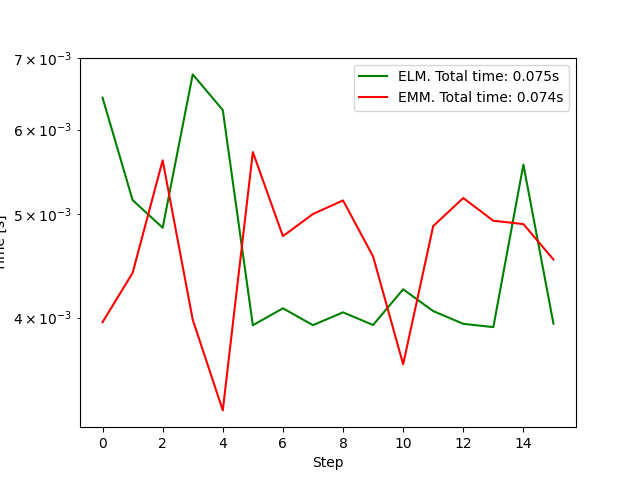 7 × 10⁻³
6 × 10⁻³
5 × 10⁻³
4 × 10⁻³
Time [s]
ELM. Total time: 0.075s
EMM. Total time: 0.074s
0 2 4 6 8 10 12 14
Step